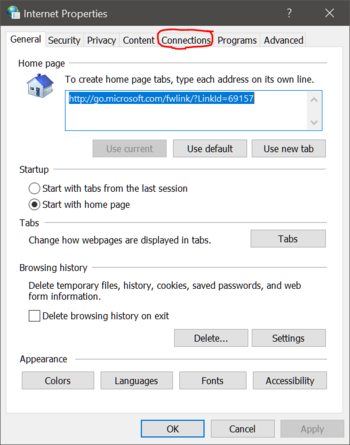 Internet Properties
General Security Privacy Content Connections Programs Advanced
Home page
To create home page tabs, type each address on its own line.
http://go.microsoft.com/fwlink/?LinkId=69157
Use current Use default Use new tab
Startup
Start with tabs from the last session
Start with home page
Tabs
Change how webpages are displayed in tabs. Tabs
Browsing history
Delete temporary files, history, cookies, saved passwords, and web
form information.
Delete browsing history on exit
Delete... Settings
Appearance
Colors Languages Fonts Accessibility
OK Cancel Apply